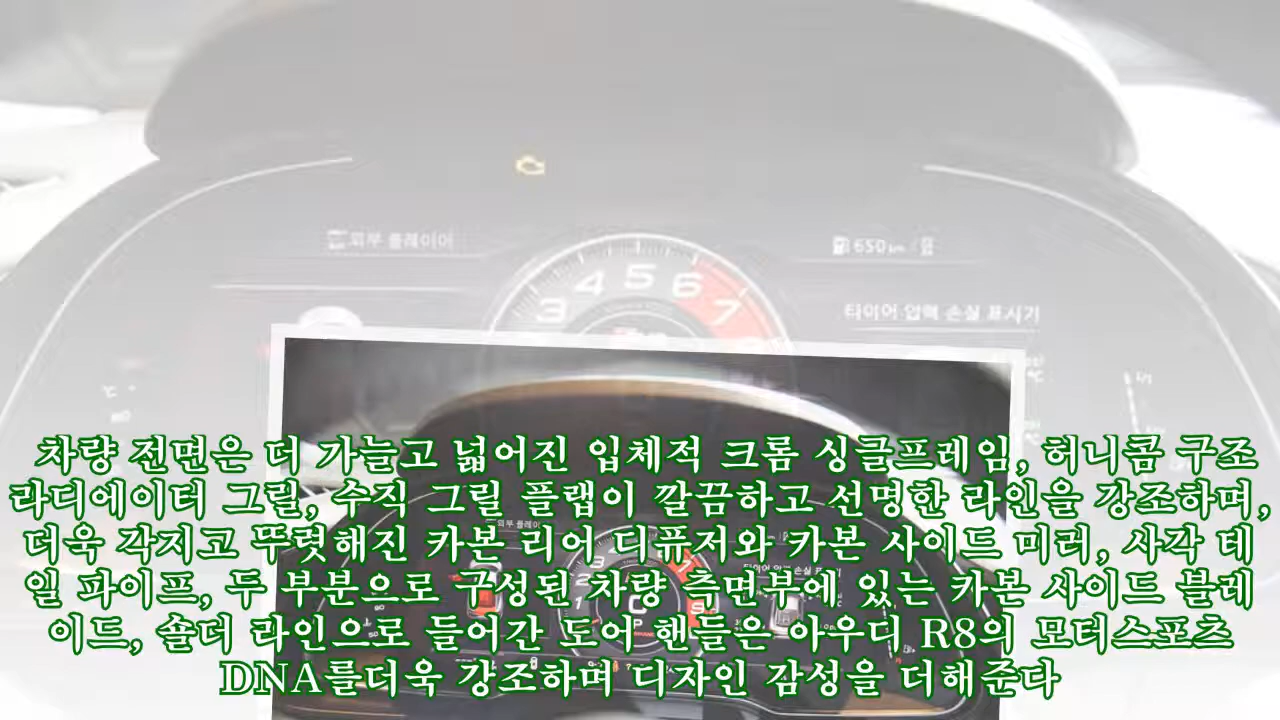 외부 플레이어
650 km
3 4 5 6 7
타이어 압력 손실 표시기
차량 전면은 더 가늘고 넓어진 입체적 크롬 싱글프레임, 허니콤 구조
라디에이터 그릴, 수직 그릴 플랩이 깔끔하고 선명한 라인을 강조하며,
더욱 각지고 뚜렷해진 카본 리어 디퓨저와 카본 사이드 미러, 사각 테
일 파이프, 두 부분으로 구성된 차량 측면부에 있는 카본 사이드 블레
이드, 숄더 라인으로 들어간 도어 핸들은 아우디 R8의 모터스포츠
DNA를더욱 강조하며 디자인 감성을 더해준다